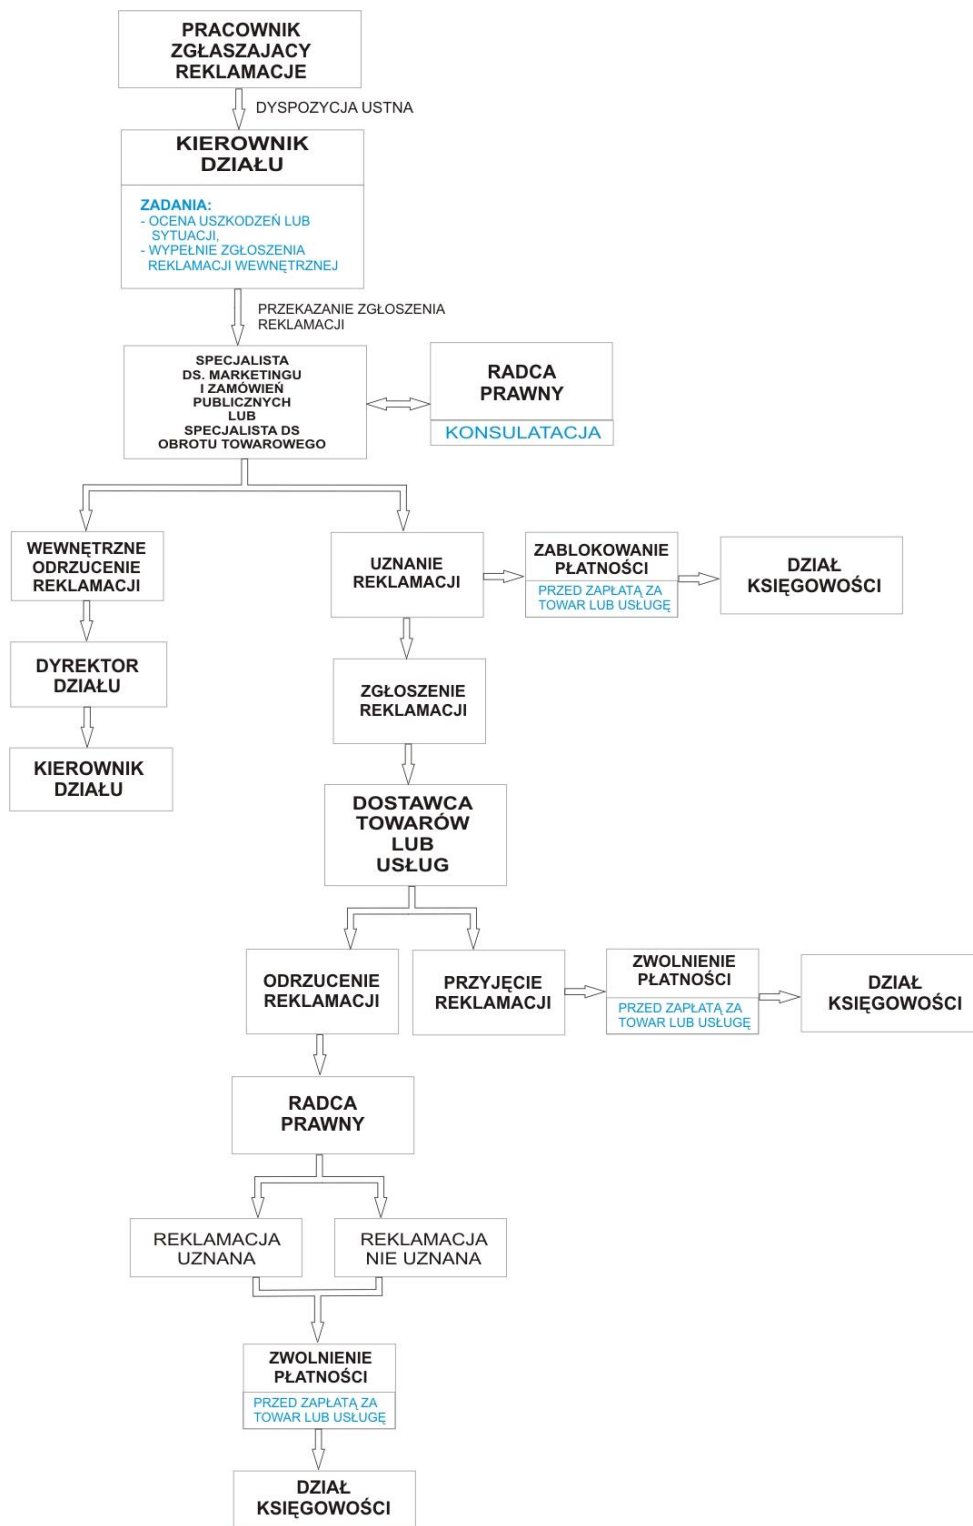 PRACOWNIK
ZGŁASZAJACY
REKLAMACJE
DYSPOZYCJA USTNA
KIEROWNIK
DZIAŁU
ZADANIA:
- OCENA USZKODZEŃ LUB
SYTUACJI,
- WYPEŁNIE ZGŁOSZENIA
REKLAMACJI WEWNĘTRZNEJ
PRZEKAZANIE ZGŁOSZENIA
REKLAMACJI
SPECJALISTA
DS. MARKETINGU
I ZAMÓWIEŃ
PUBLICZNYCH
LUB
SPECJALISTA DS
OBROTU TOWAROWEGO
RADCA
PRAWNY
KONSULATACJA
WEWNĘTRZNE
ODRZUCENIE
REKLAMACJI
DYREKTOR
DZIAŁU
KIEROWNIK
DZIAŁU
UZNANIE
REKLAMACJI
ZABLOKOWANIE
PŁATNOŚCI
PRZED ZAPŁATĄ ZA
TOWAR LUB USŁUGĘ
DZIAŁ
KSIĘGOWOŚCI
ZGŁOSZENIE
REKLAMACJI
DOSTAWCA
TOWARÓW
LUB
USŁUG
ODRZUCENIE
REKLAMACJI
PRZYJĘCIE
REKLAMACJI
ZWOLNIENIE
PŁATNOŚCI
PRZED ZAPŁATĄ ZA
TOWAR LUB USŁUGĘ
DZIAŁ
KSIĘGOWOŚCI
RADCA
PRAWNY
REKLAMACJA
UZNANA
REKLAMACJA
NIE UZNANA
ZWOLNIENIE
PŁATNOŚCI
PRZED ZAPŁATĄ ZA
TOWAR LUB USŁUGĘ
DZIAŁ
KSIĘGOWOŚCI